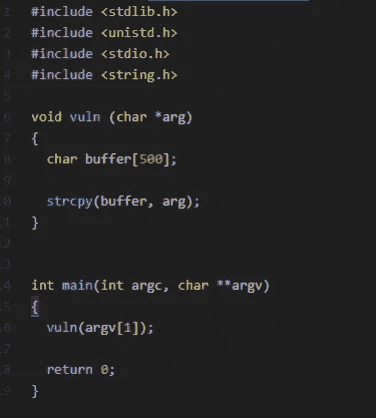 1 #include <stdlib.h>
2 #include <unistd.h>
3 #include <stdio.h>
4 #include <string.h>
5
6 void vuln (char *arg)
7 {
8   char buffer[500];
9
10   strcpy(buffer, arg);
11 }
12
13
14 int main(int argc, char **argv)
15 {
16   vuln(argv[1]);
17
18   return 0;
19 }